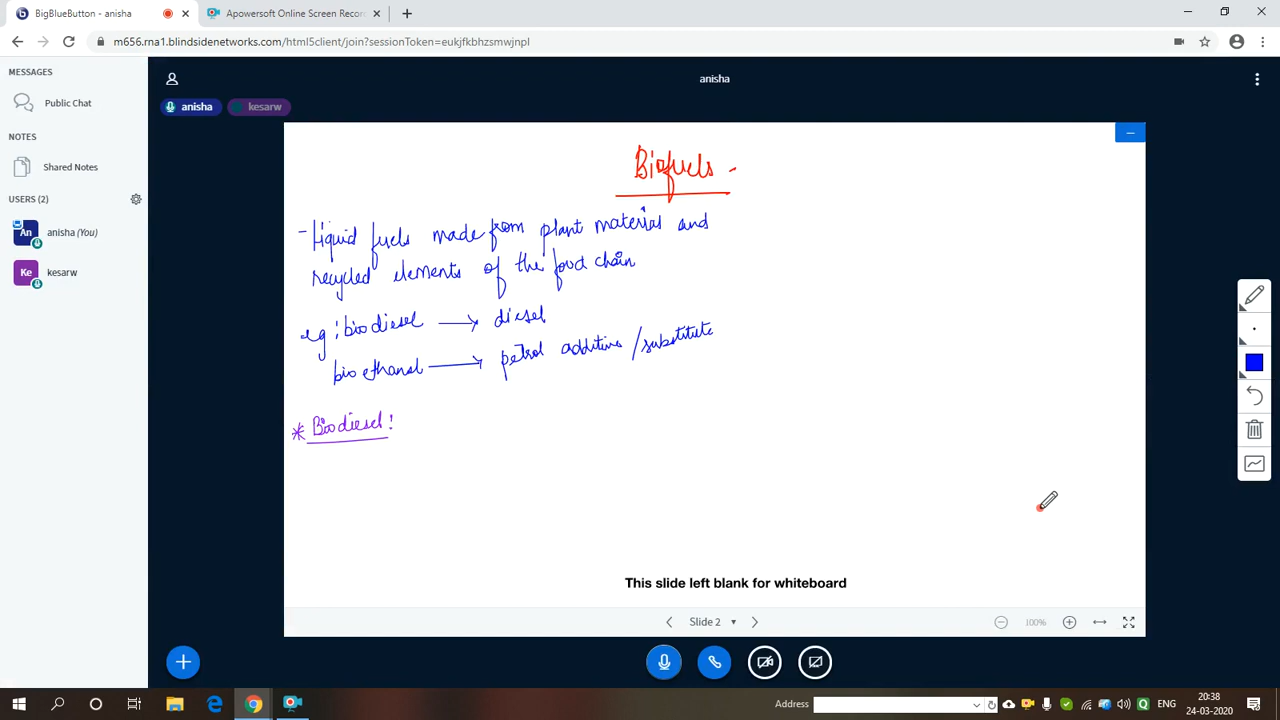 BigBlueButton - anisha
Apowersoft Online Screen Recor
m656.rna1.blindsidenetworks.com/html5client/join?sessionToken=eukjfkbhzsmwjnpl
MESSAGES
Public Chat
NOTES
Shared Notes
USERS (2)
An anisha (You)
Ke kesarw
anisha
anisha kesarw
Biofuels -
- Liquid fuels made from plant material and
recycled elements of the food chain
eg: biodiesel → diesel
bioethanol → petrol additive/substitute
* Biodiesel:
This slide left blank for whiteboard
Slide 2
100%
Address
ENG
20:38
24-03-2020